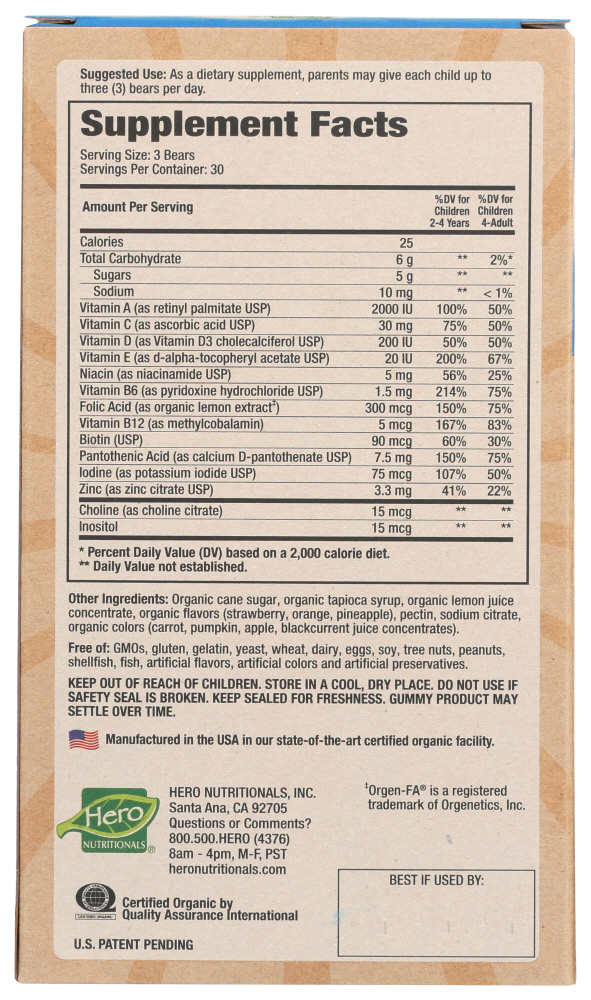 Suggested Use: As a dietary supplement, parents may give each child up to
three (3) bears per day.
Supplement Facts
Serving Size: 3 Bears
Servings Per Container: 30
Amount Per Serving
%DV for Children 2-4 Years
%DV for Children 4-Adult
Calories 25
Total Carbohydrate 6 g ** 2%*
Sugars 5 g ** **
Sodium 10 mg ** < 1%
Vitamin A (as retinyl palmitate USP) 2000 IU 100% 50%
Vitamin C (as ascorbic acid USP) 30 mg 75% 50%
Vitamin D (as Vitamin D3 cholecalciferol USP) 200 IU 50% 50%
Vitamin E (as d-alpha-tocopheryl acetate USP) 20 IU 200% 67%
Niacin (as niacinamide USP) 5 mg 56% 25%
Vitamin B6 (as pyridoxine hydrochloride USP) 1.5 mg 214% 75%
Folic Acid (as organic lemon extract‡) 300 mcg 150% 75%
Vitamin B12 (as methylcobalamin) 5 mcg 167% 83%
Biotin (USP) 90 mcg 60% 30%
Pantothenic Acid (as calcium D-pantothenate USP) 7.5 mg 150% 75%
Iodine (as potassium iodide USP) 75 mcg 107% 50%
Zinc (as zinc citrate USP) 3.3 mg 41% 22%
Choline (as choline citrate) 15 mcg ** **
Inositol 15 mcg ** **
* Percent Daily Value (DV) based on a 2,000 calorie diet.
** Daily Value not established.
Other Ingredients: Organic cane sugar, organic tapioca syrup, organic lemon juice
concentrate, organic flavors (strawberry, orange, pineapple), pectin, sodium citrate,
organic colors (carrot, pumpkin, apple, blackcurrent juice concentrates).
Free of: GMOs, gluten, gelatin, yeast, wheat, dairy, eggs, soy, tree nuts, peanuts,
shellfish, fish, artificial flavors, artificial colors and artificial preservatives.
KEEP OUT OF REACH OF CHILDREN. STORE IN A COOL, DRY PLACE. DO NOT USE IF
SAFETY SEAL IS BROKEN. KEEP SEALED FOR FRESHNESS. GUMMY PRODUCT MAY
SETTLE OVER TIME.
Manufactured in the USA in our state-of-the-art certified organic facility.
Hero
NUTRITIONALS®
HERO NUTRITIONALS, INC.
Santa Ana, CA 92705
Questions or Comments?
800.500.HERO (4376)
8am - 4pm, M-F, PST
heronutritionals.com
‡Orgen-FA® is a registered
trademark of Orgenetics, Inc.
CERTIFIED ORGANIC
Certified Organic by
Quality Assurance International
U.S. PATENT PENDING
BEST IF USED BY: